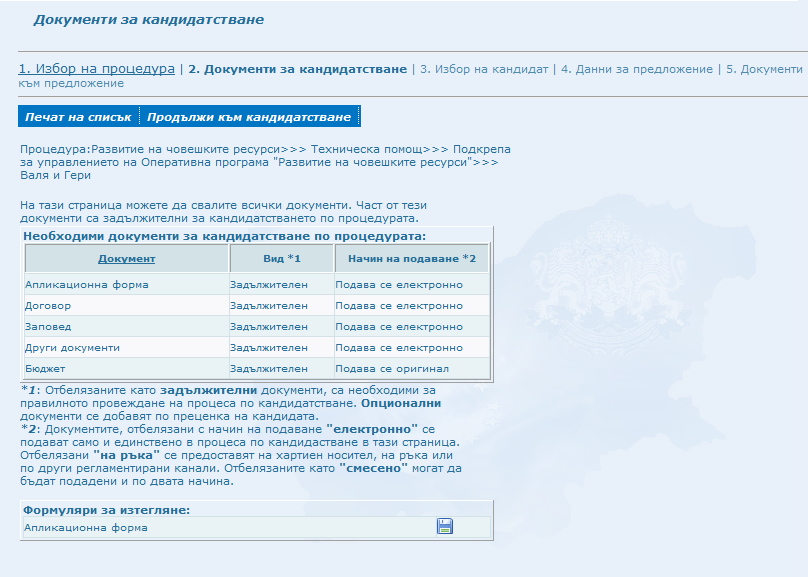 Документи за кандидатстване
1. Избор на процедура | 2. Документи за кандидатстване | 3. Избор на кандидат | 4. Данни за предложение | 5. Документи
към предложение
Печат на списък Продължи към кандидатстване
Процедура:Развитие на човешките ресурси>>> Техническа помощ>>> Подкрепа
за управлението на Оперативна програма "Развитие на човешките ресурси">>>
Валя и Гери
На тази страница можете да свалите всички документи. Част от тези
документи са задължителни за кандидатстването по процедурата.
Необходими документи за кандидатстване по процедурата:
Документ Вид *1 Начин на подаване *2
Апликационна форма Задължителен Подава се електронно
Договор Задължителен Подава се електронно
Заповед Задължителен Подава се електронно
Други документи Задължителен Подава се електронно
Бюджет Задължителен Подава се оригинал
*1: Отбелязаните като задължителни документи, са необходими за
правилното провеждане на процеса по кандидатстване. Опционални
документи се добавят по преценка на кандидата.
*2: Документите, отбелязани с начин на подаване "електронно" се
подават само и единствено в процеса по кандидастване в тази страница.
Отбелязани "на ръка" се предоставят на хартиен носител, на ръка или
по други регламентирани канали. Отбелязаните като "смесено" могат да
бъдат подадени и по двата начина.
Формуляри за изтегляне:
Апликационна форма